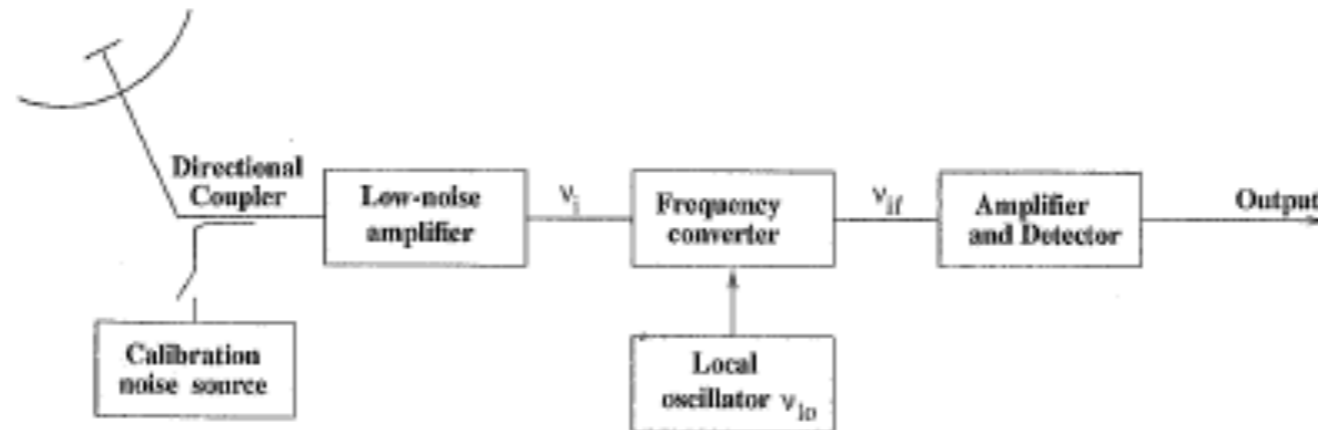 Directional
Coupler
Low-noise
amplifier
νi
Frequency
converter
νif
Amplifier
and Detector
Output
Calibration
noise source
Local
oscillator νlo